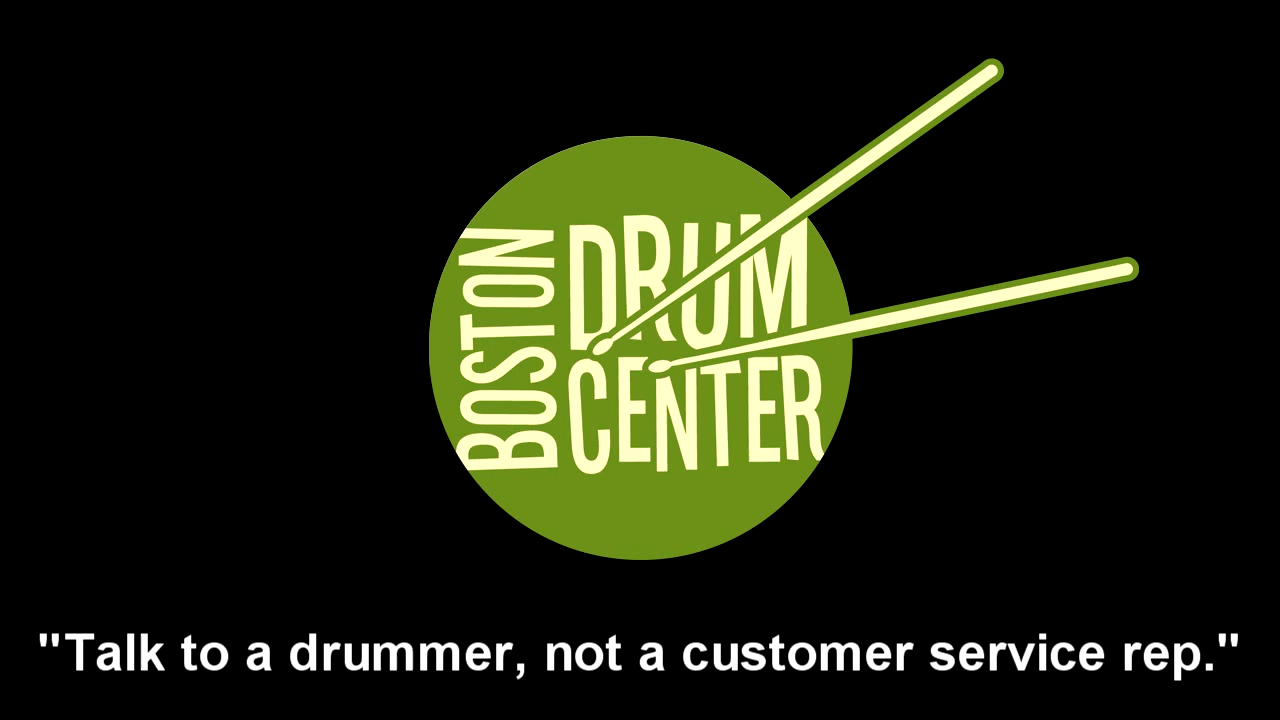 BOSTON
DRUM
CENTER
"Talk to a drummer, not a customer service rep."